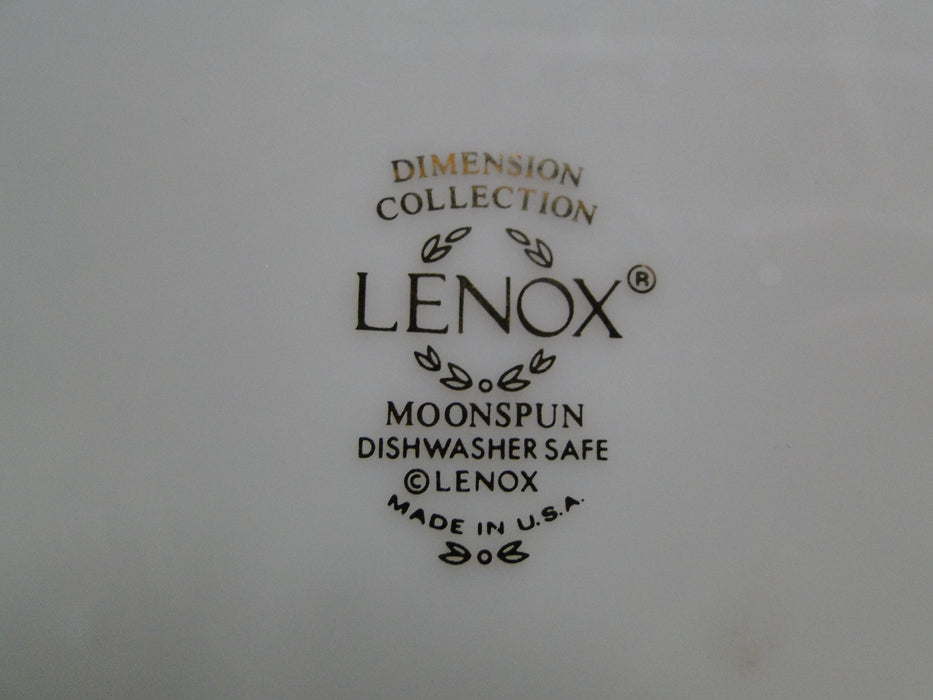 DIMENSION
COLLECTION
LENOX®
MOONSPUN
DISHWASHER SAFE
©LENOX
MADE IN U.S.A.